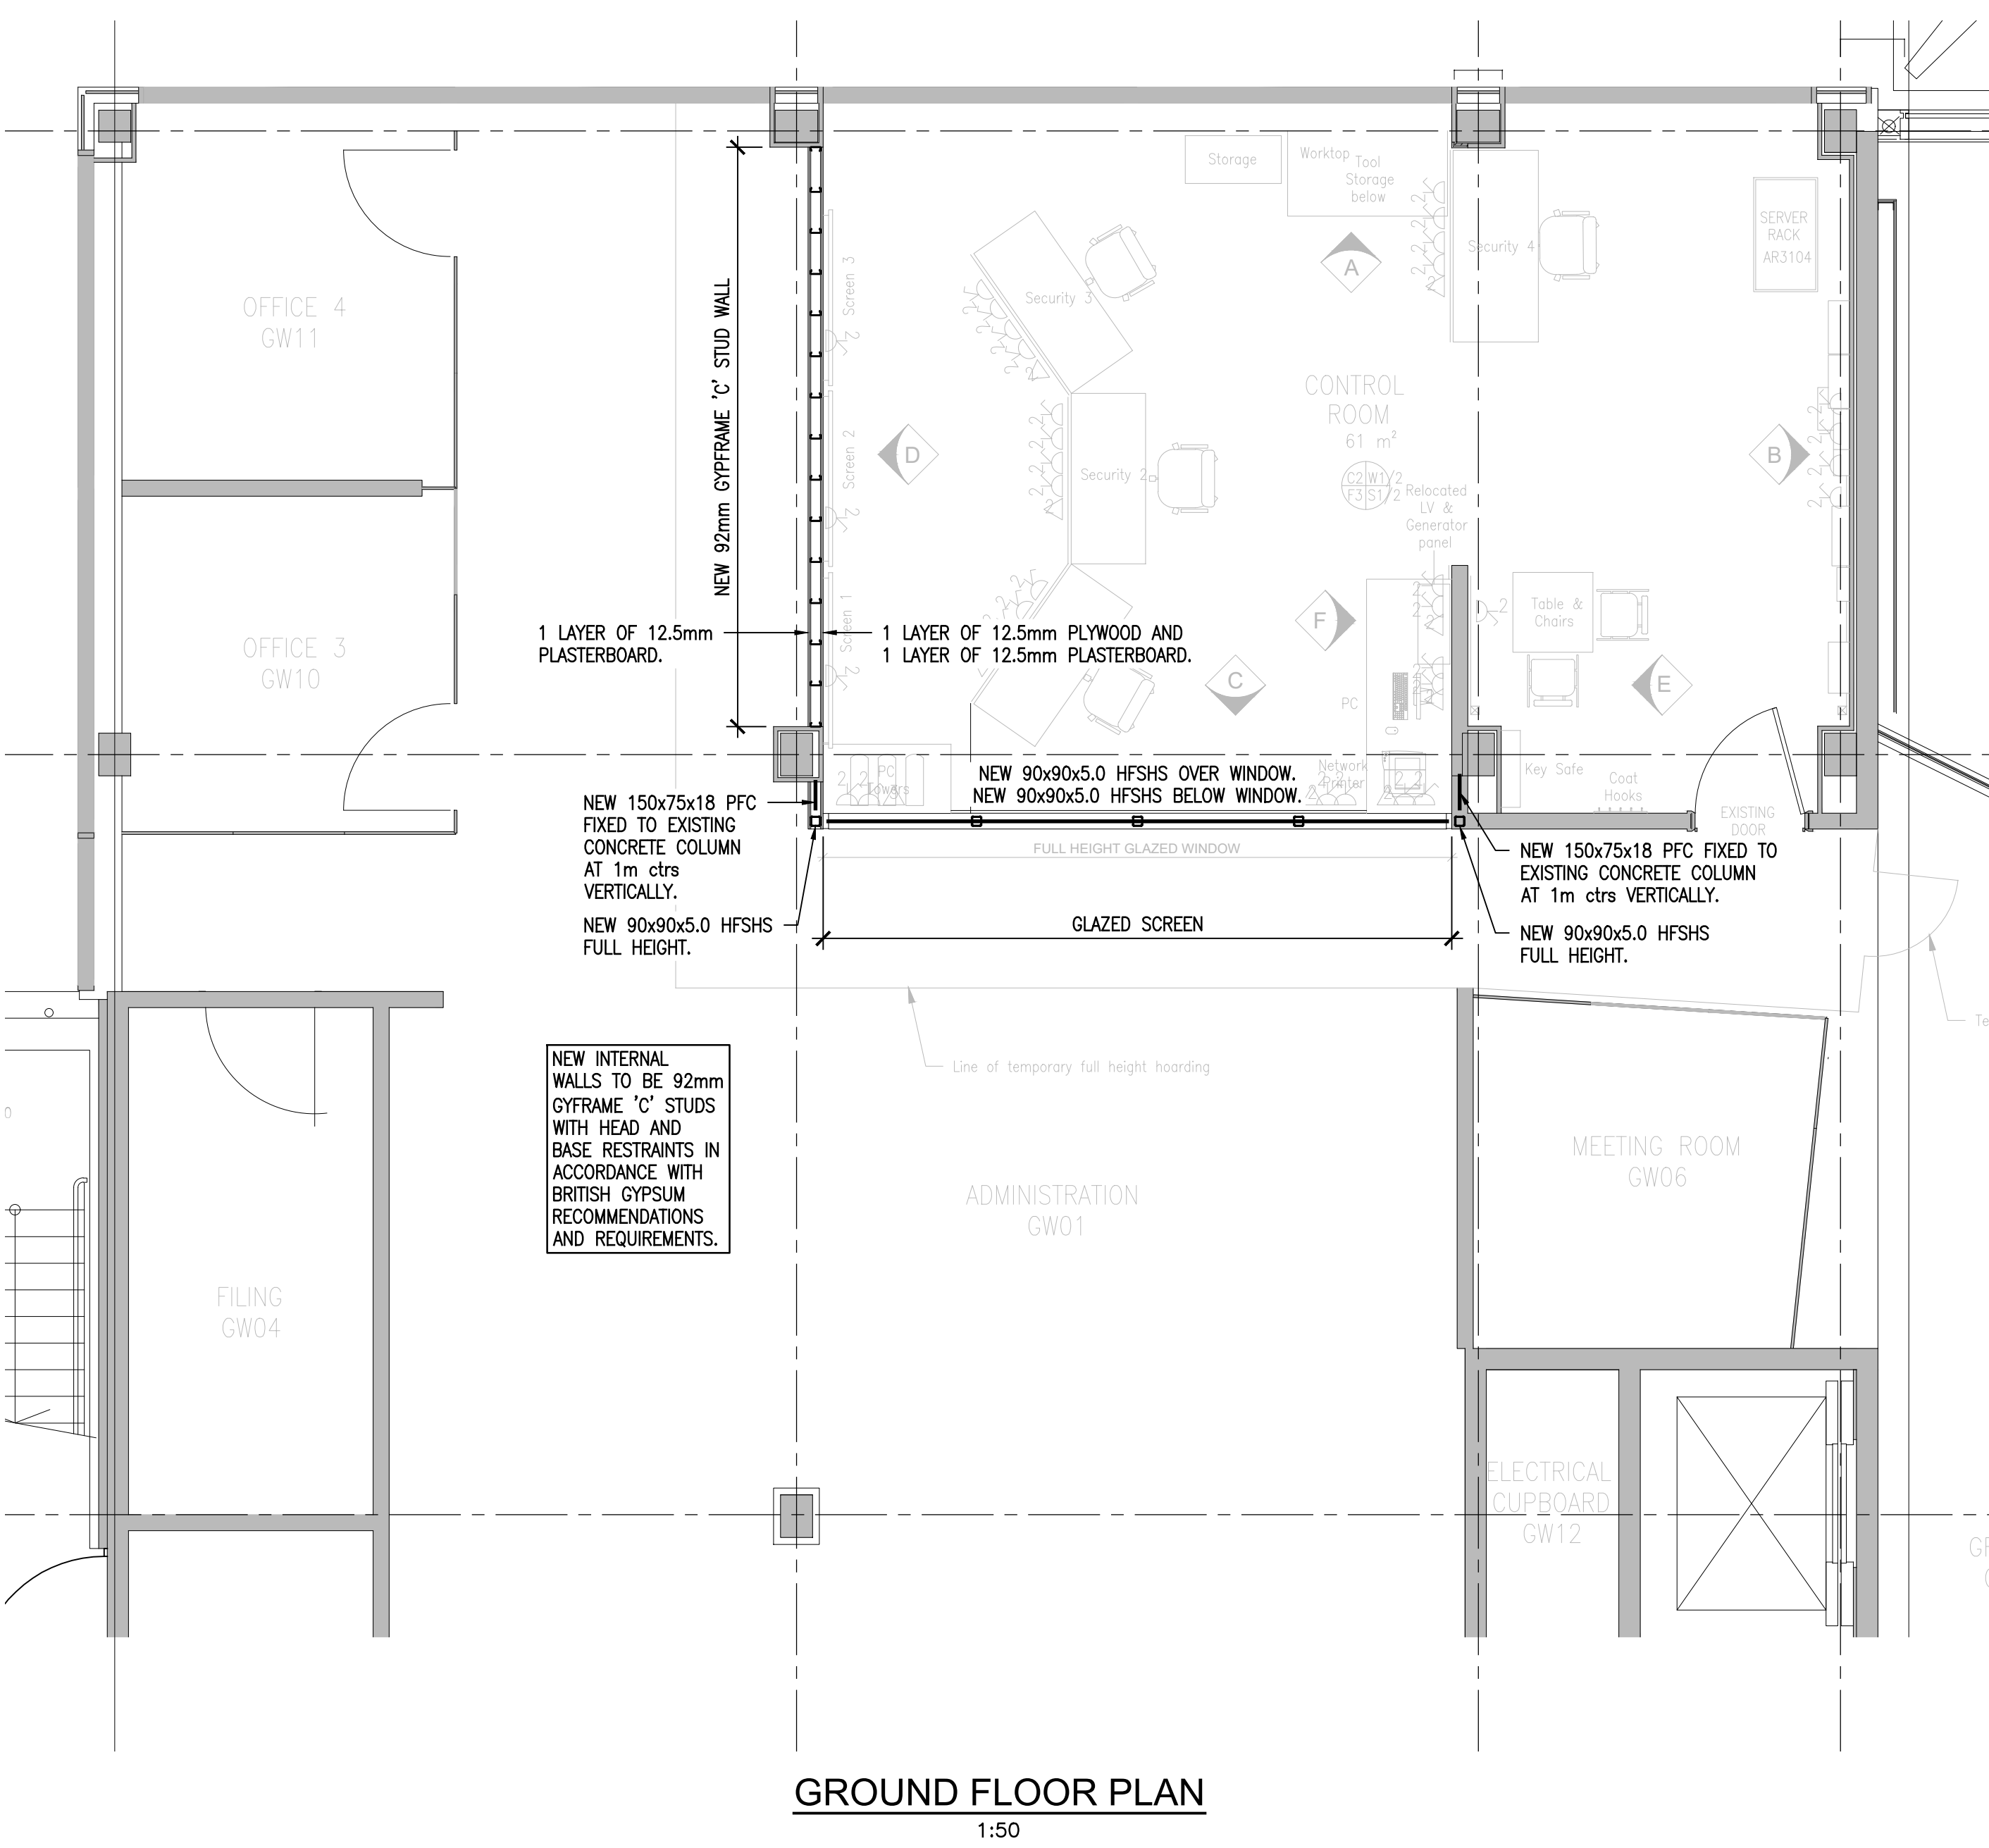 Storage
Worktop
Tool
Storage
below
Security 4
SERVER
RACK
AR3104
A
OFFICE 4
GW11
NEW 92mm GYPFRAME 'C' STUD WALL
Screen 3
Security 3
CONTROL
ROOM
61 m²
C2 W1/2
F3 S1/2
D
B
Screen 2
Security 2
Relocated
LV &
Generator
panel
OFFICE 3
GW10
1 LAYER OF 12.5mm
PLASTERBOARD.
Screen 1
1 LAYER OF 12.5mm PLYWOOD AND
1 LAYER OF 12.5mm PLASTERBOARD.
F
Table &
Chairs
C
E
PC
PC
Towers
NEW 90x90x5.0 HFSHS OVER WINDOW.
NEW 90x90x5.0 HFSHS BELOW WINDOW.
Network
Printer
Key Safe
Coat
Hooks
EXISTING
DOOR
NEW 150x75x18 PFC
FIXED TO EXISTING
CONCRETE COLUMN
AT 1m ctrs
VERTICALLY.
NEW 90x90x5.0 HFSHS
FULL HEIGHT.
FULL HEIGHT GLAZED WINDOW
GLAZED SCREEN
NEW 150x75x18 PFC FIXED TO
EXISTING CONCRETE COLUMN
AT 1m ctrs VERTICALLY.
NEW 90x90x5.0 HFSHS
FULL HEIGHT.
Line of temporary full height hoarding
NEW INTERNAL
WALLS TO BE 92mm
GYFRAME 'C' STUDS
WITH HEAD AND
BASE RESTRAINTS IN
ACCORDANCE WITH
BRITISH GYPSUM
RECOMMENDATIONS
AND REQUIREMENTS.
MEETING ROOM
GW06
ADMINISTRATION
GW01
FILING
GW04
ELECTRICAL
CUPBOARD
GW12
GROUND FLOOR PLAN
1:50